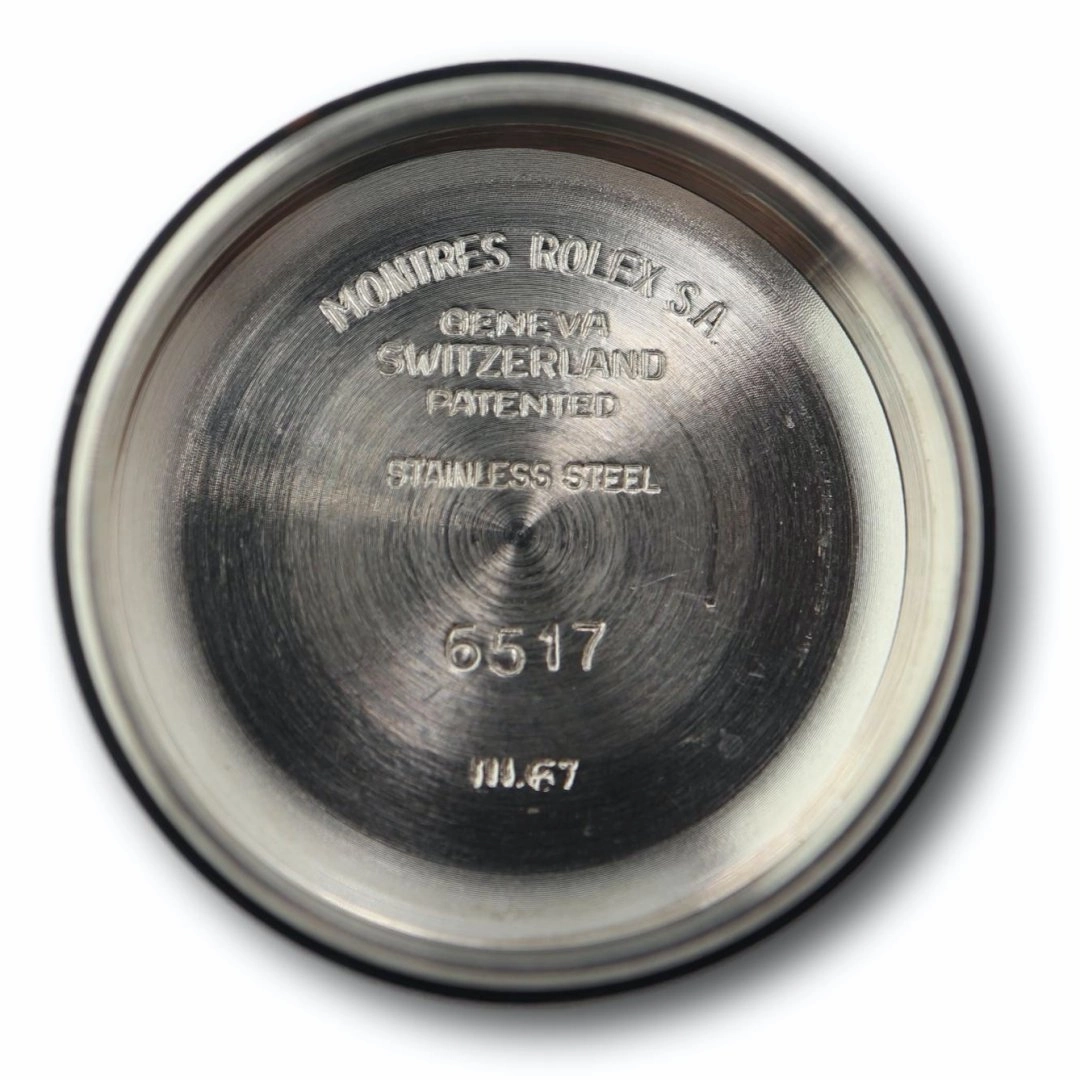 MONTRES ROLEX S.A.
GENEVA
SWITZERLAND
PATENTED
STAINLESS STEEL
6517
III.67